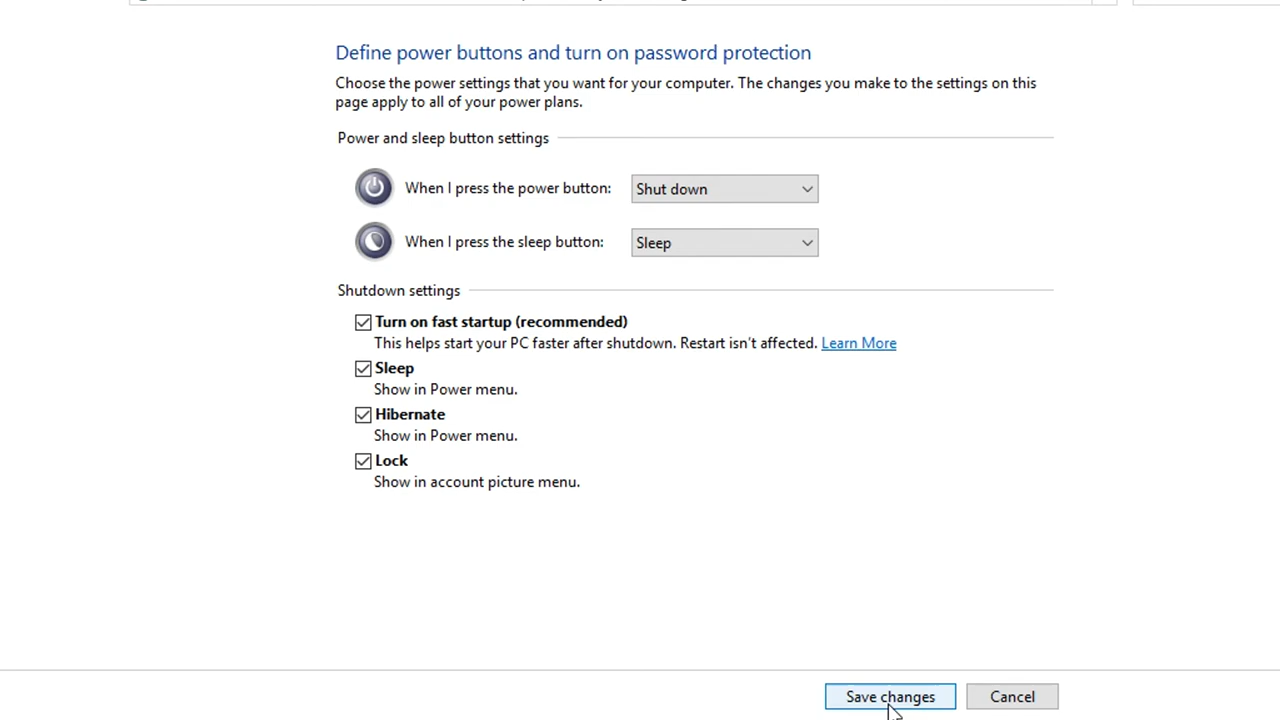 Define power buttons and turn on password protection
Choose the power settings that you want for your computer. The changes you make to the settings on this
page apply to all of your power plans.
Power and sleep button settings
When I press the power button: Shut down
When I press the sleep button: Sleep
Shutdown settings
Turn on fast startup (recommended)
This helps start your PC faster after shutdown. Restart isn't affected. Learn More
Sleep
Show in Power menu.
Hibernate
Show in Power menu.
Lock
Show in account picture menu.
Save changes Cancel